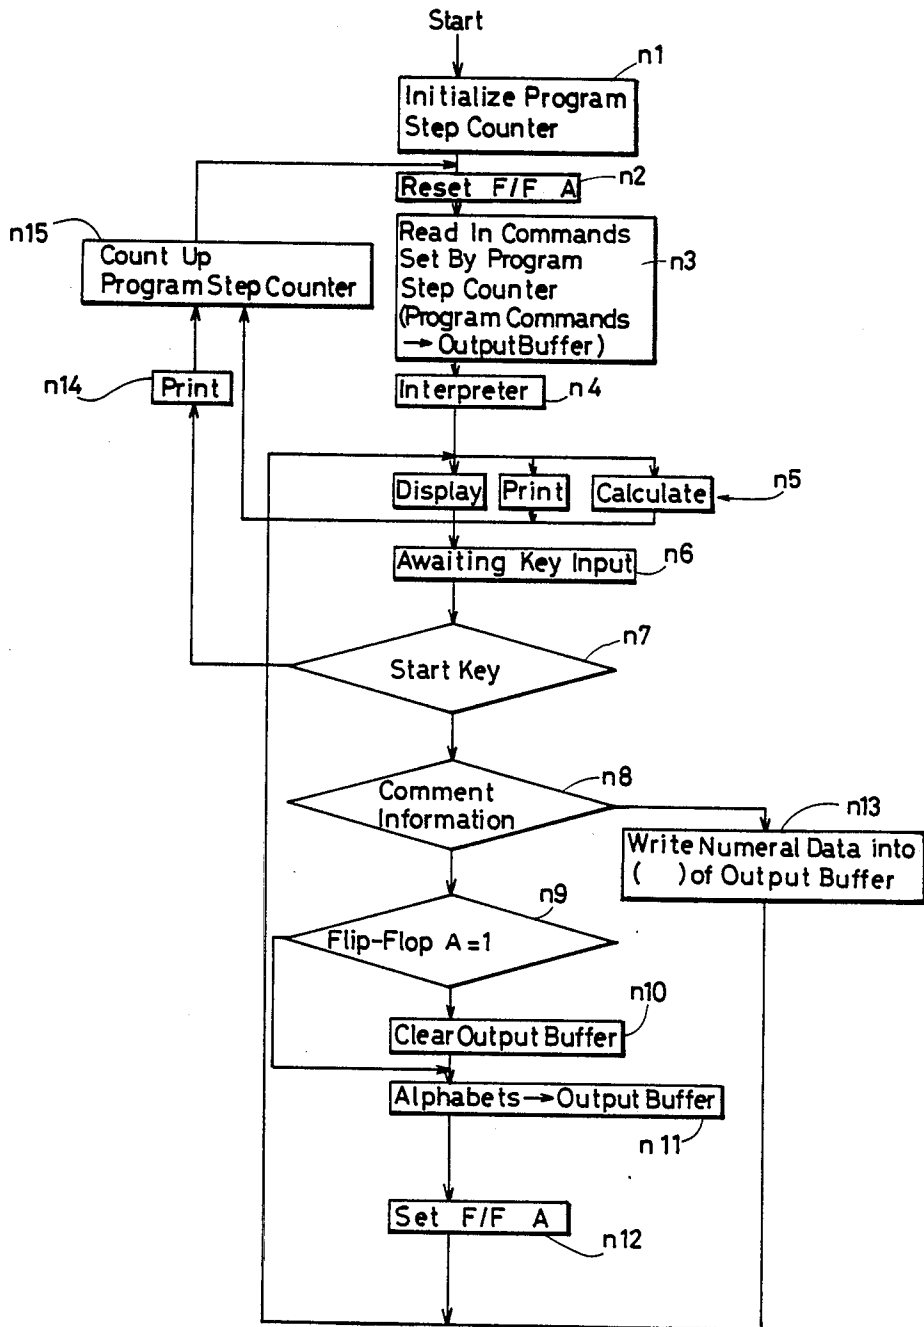 Start
n1
Initialize Program
Step Counter
n2
Reset F/F A
n15
Count Up
Program Step Counter
Read In Commands
Set By Program
Step Counter
(Program Commands
→ Output Buffer)
n3
n14
Print
Interpreter
n4
Display
Print
Calculate
n5
Awaiting Key Input
n6
n7
Start Key
n8
Comment
Information
n13
Write Numeral Data into
( ) of Output Buffer
n9
Flip-Flop A=1
n10
Clear Output Buffer
Alphabets → Output Buffer
n11
Set F/F A
n12